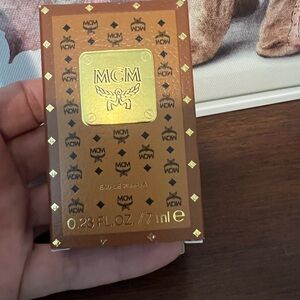 MCM
EAU DE PARFUM
0.23 FL.OZ. / 7 ml ℮